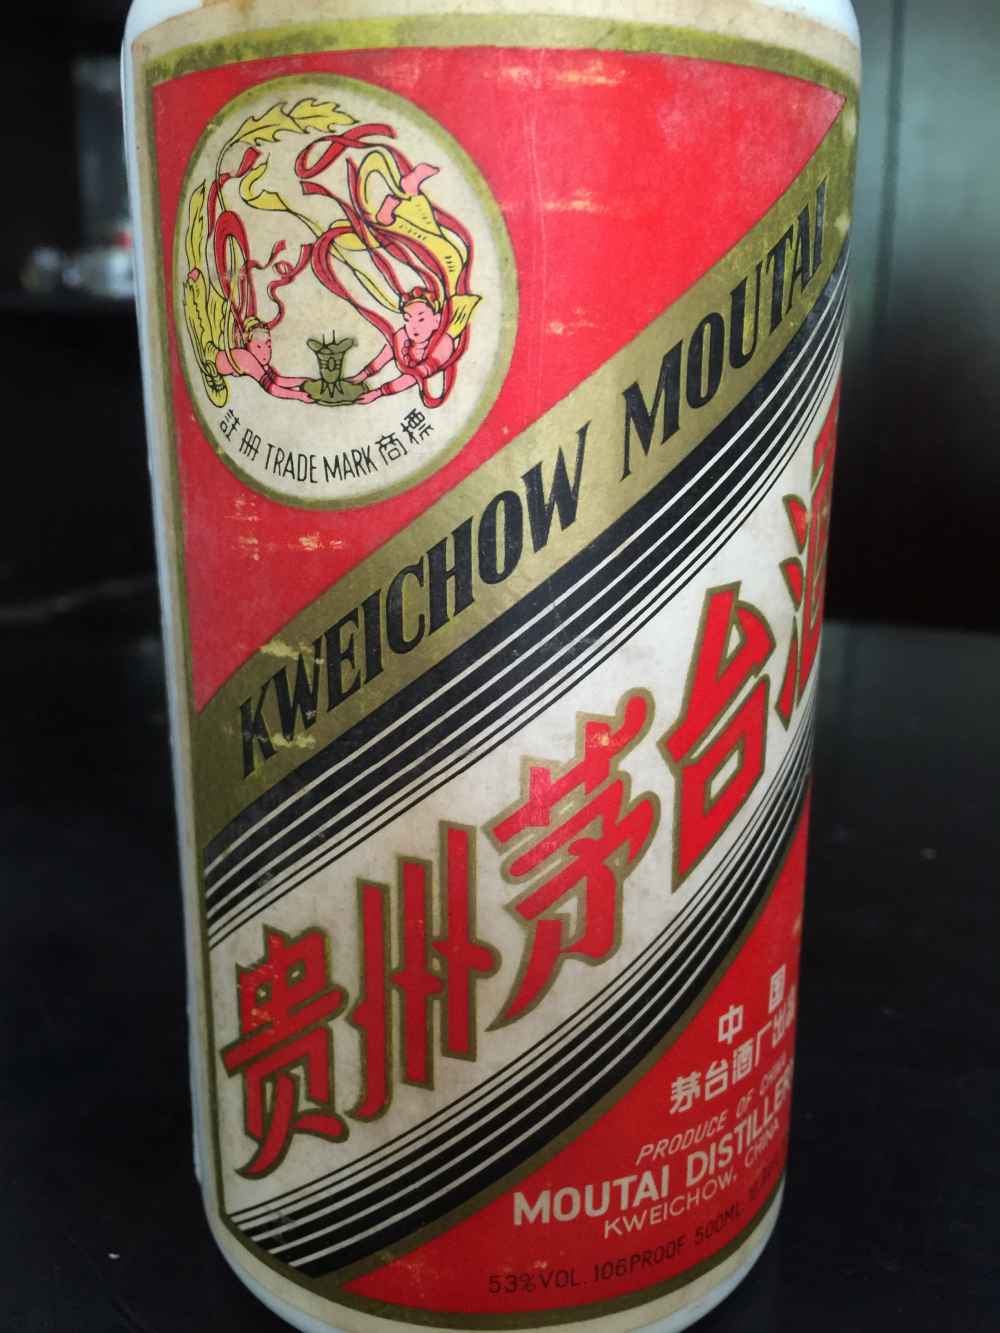 註册 TRADE MARK 商標
KWEICHOW MOUTAI
贵州茅台酒
中国
茅台酒厂出品
PRODUCE OF CHINA
MOUTAI DISTILLERY
KWEICHOW, CHINA
53%VOL. 106PROOF 500ML